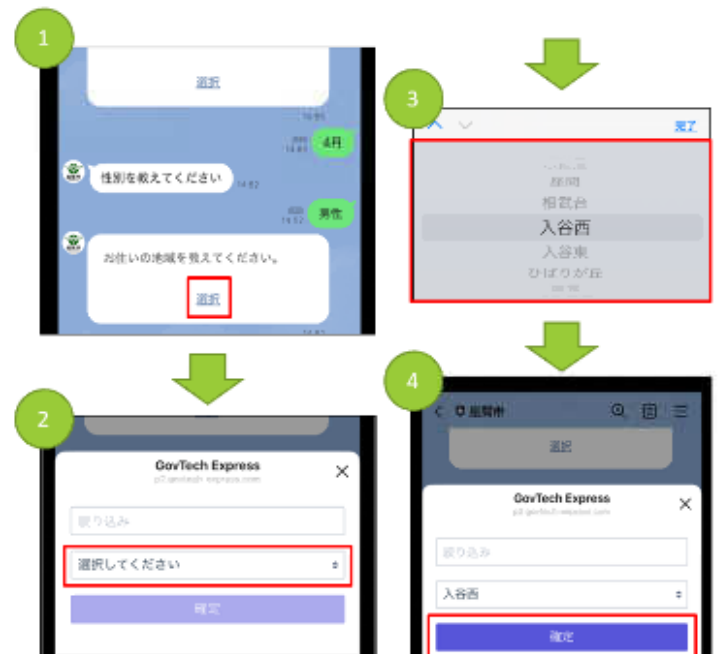 1
選択
4月
性別を教えてください
男性
お住いの地域を教えてください。
選択
2
GovTech Express
絞り込み
選択してください
確定
3
完了
座間
相武台
入谷西
入谷東
ひばりが丘
4
座間市
選択
GovTech Express
絞り込み
入谷西
確定